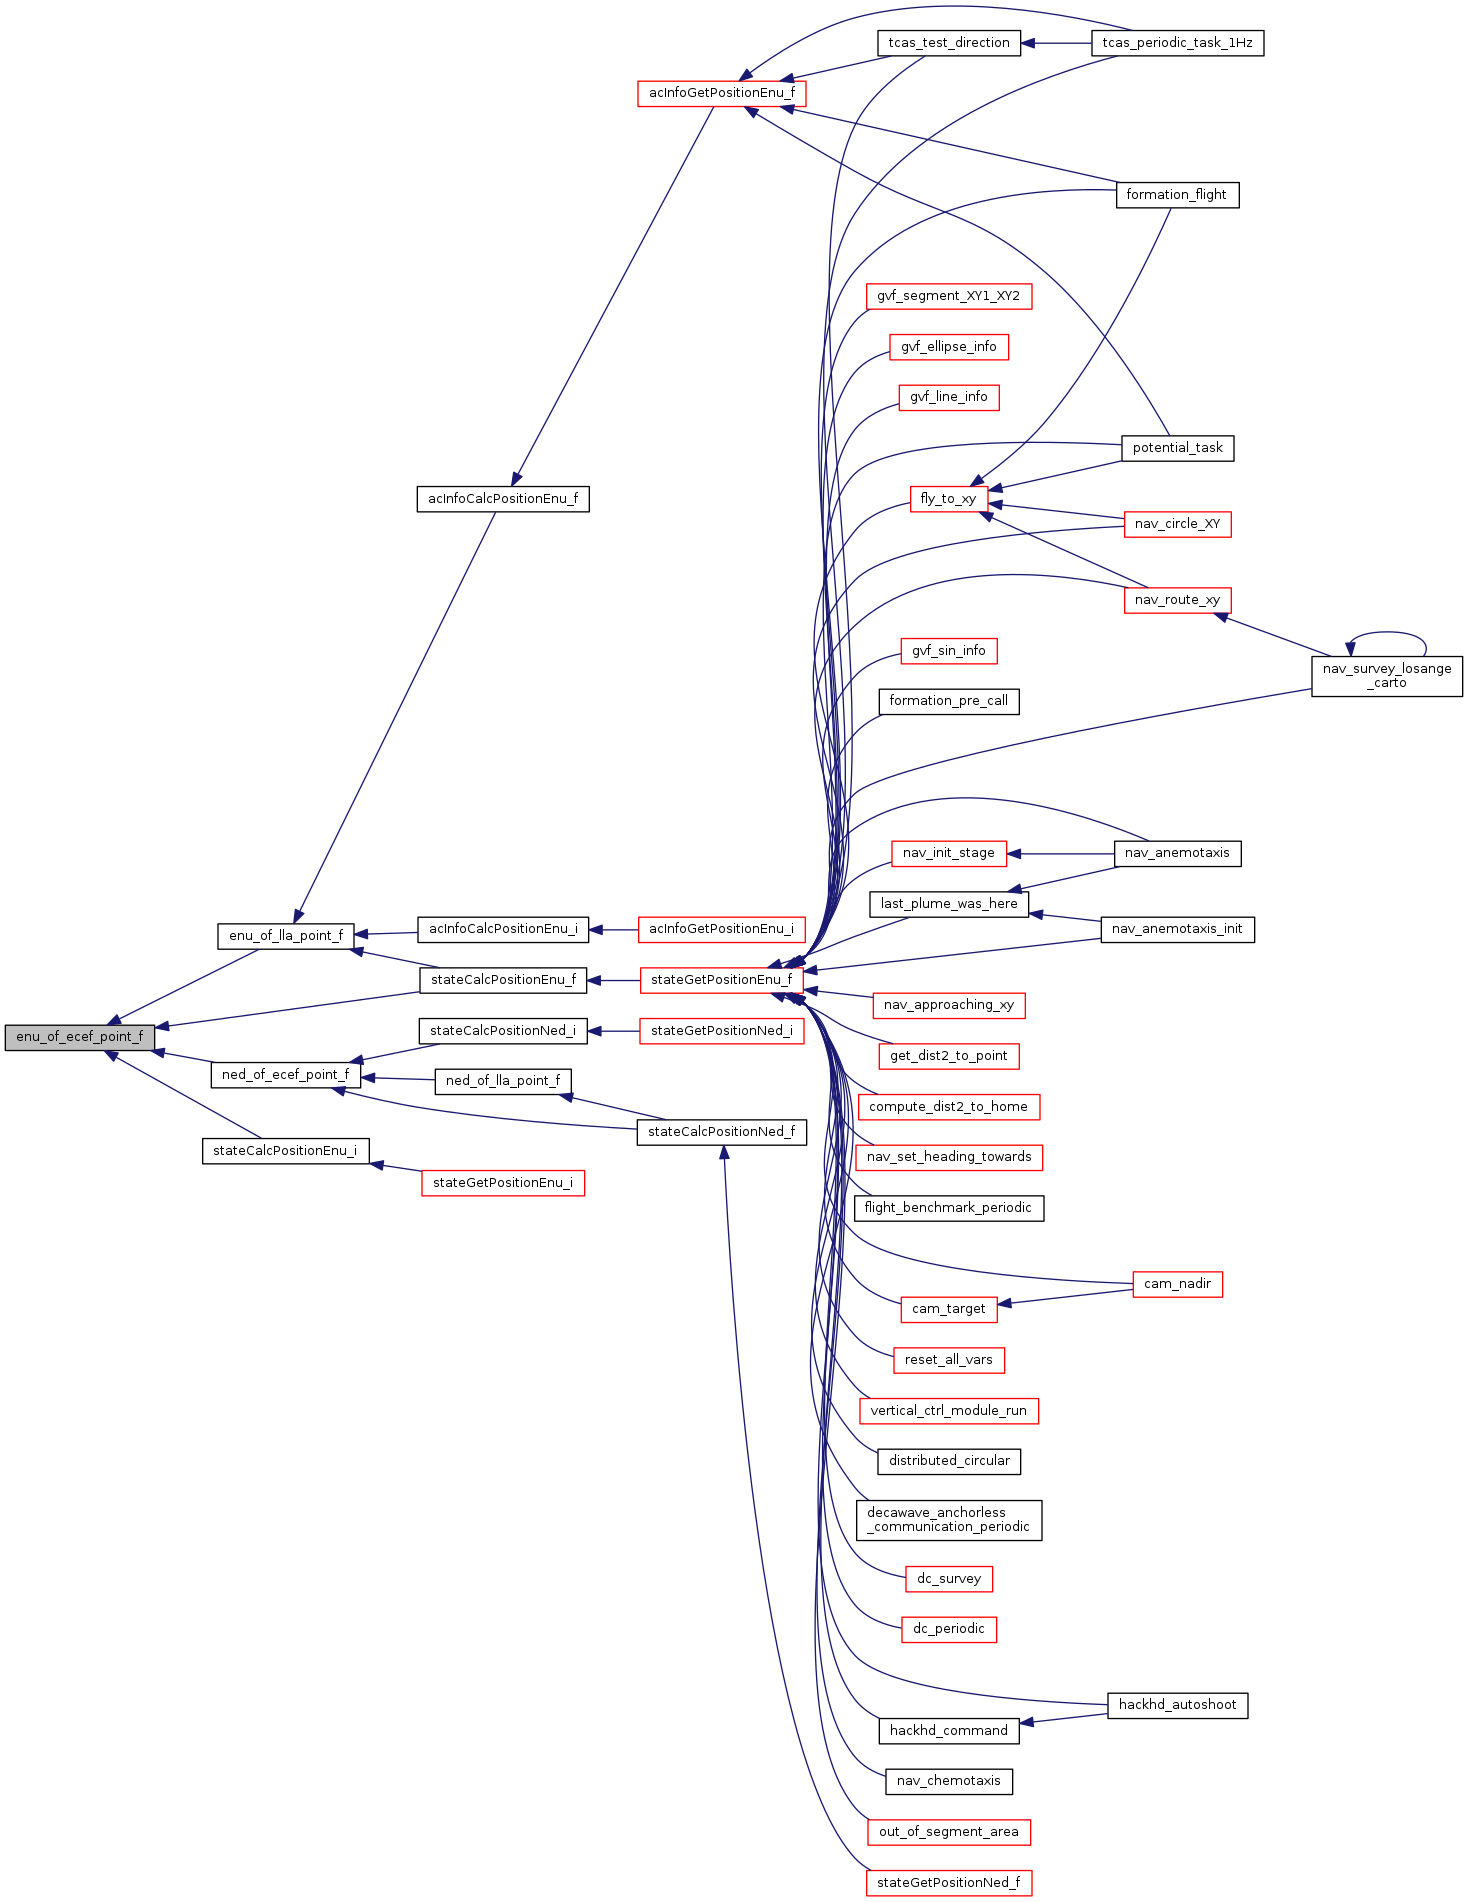 tcas_test_direction
tcas_periodic_task_1Hz
acInfoGetPositionEnu_f
formation_flight
gvf_segment_XY1_XY2
gvf_ellipse_info
gvf_line_info
potential_task
acInfoCalcPositionEnu_f
fly_to_xy
nav_circle_XY
nav_route_xy
gvf_sin_info
nav_survey_losange
_carto
formation_pre_call
nav_init_stage
nav_anemotaxis
last_plume_was_here
enu_of_lla_point_f
acInfoCalcPositionEnu_i
acInfoGetPositionEnu_i
nav_anemotaxis_init
stateCalcPositionEnu_f
stateGetPositionEnu_f
nav_approaching_xy
enu_of_ecef_point_f
stateCalcPositionNed_i
stateGetPositionNed_i
get_dist2_to_point
ned_of_ecef_point_f
ned_of_lla_point_f
compute_dist2_to_home
stateCalcPositionNed_f
stateCalcPositionEnu_i
nav_set_heading_towards
stateGetPositionEnu_i
flight_benchmark_periodic
cam_nadir
cam_target
reset_all_vars
vertical_ctrl_module_run
distributed_circular
decawave_anchorless
_communication_periodic
dc_survey
dc_periodic
hackhd_autoshoot
hackhd_command
nav_chemotaxis
out_of_segment_area
stateGetPositionNed_f